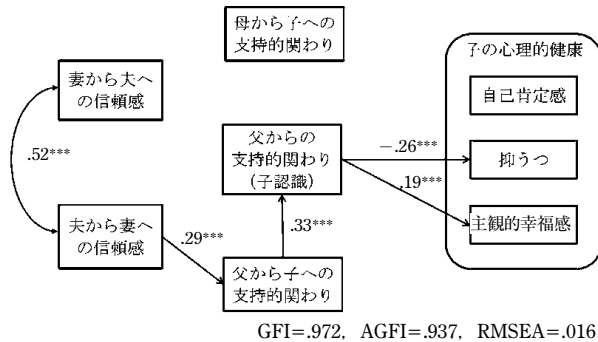 母から子への
支持的関わり
子の心理的健康
妻から夫へ
の信頼感
自己肯定感
.52***
父からの
支持的関わり
(子認識)
-.26***
抑うつ
.19***
夫から妻へ
の信頼感
.29***
.33***
主観的幸福感
父から子への
支持的関わり
GFI=.972, AGFI=.937, RMSEA=.016